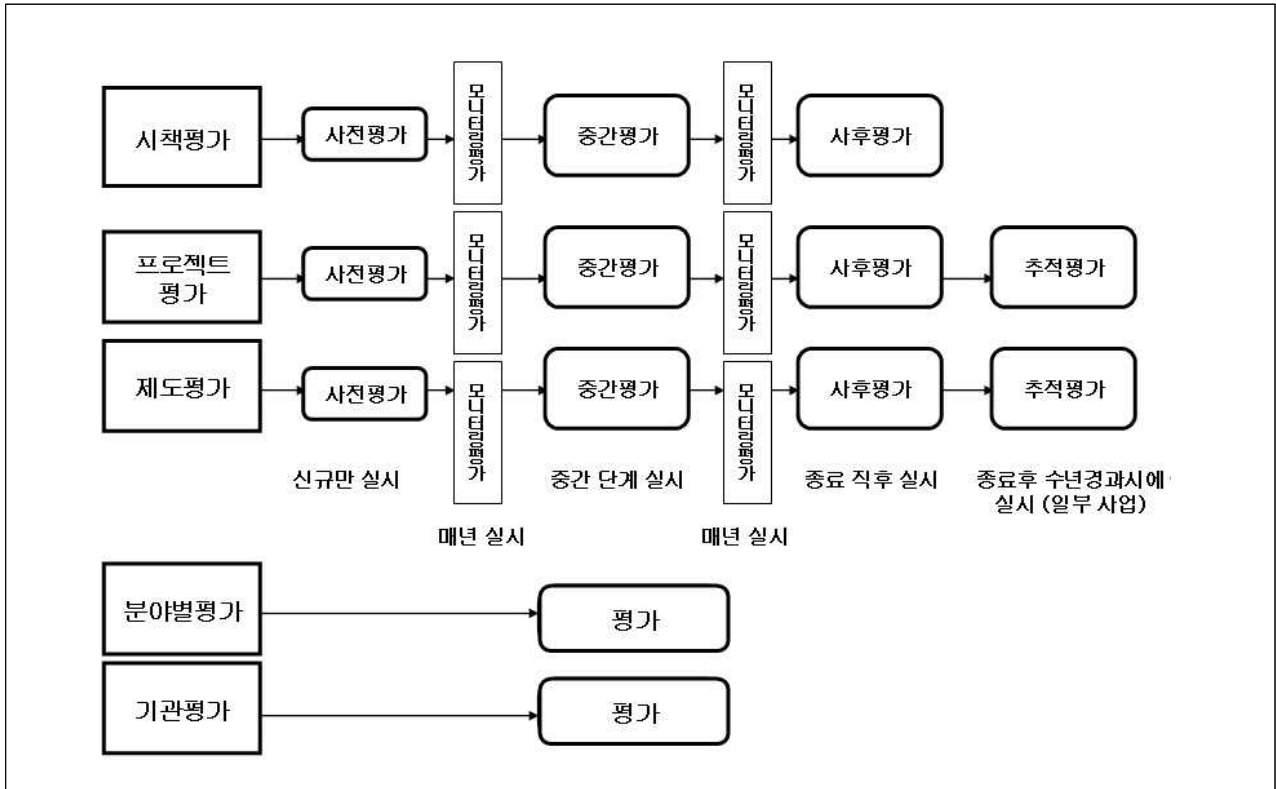 시책평가
사전평가
모니터링평가
중간평가
모니터링평가
사후평가
프로젝트
평가
사전평가
모니터링평가
중간평가
모니터링평가
사후평가
추적평가
제도평가
사전평가
모니터링평가
중간평가
모니터링평가
사후평가
추적평가
신규만 실시
중간 단계 실시
종료 직후 실시
종료후 수년경과시에
실시 (일부 사업)
매년 실시
매년 실시
분야별평가
평가
기관평가
평가